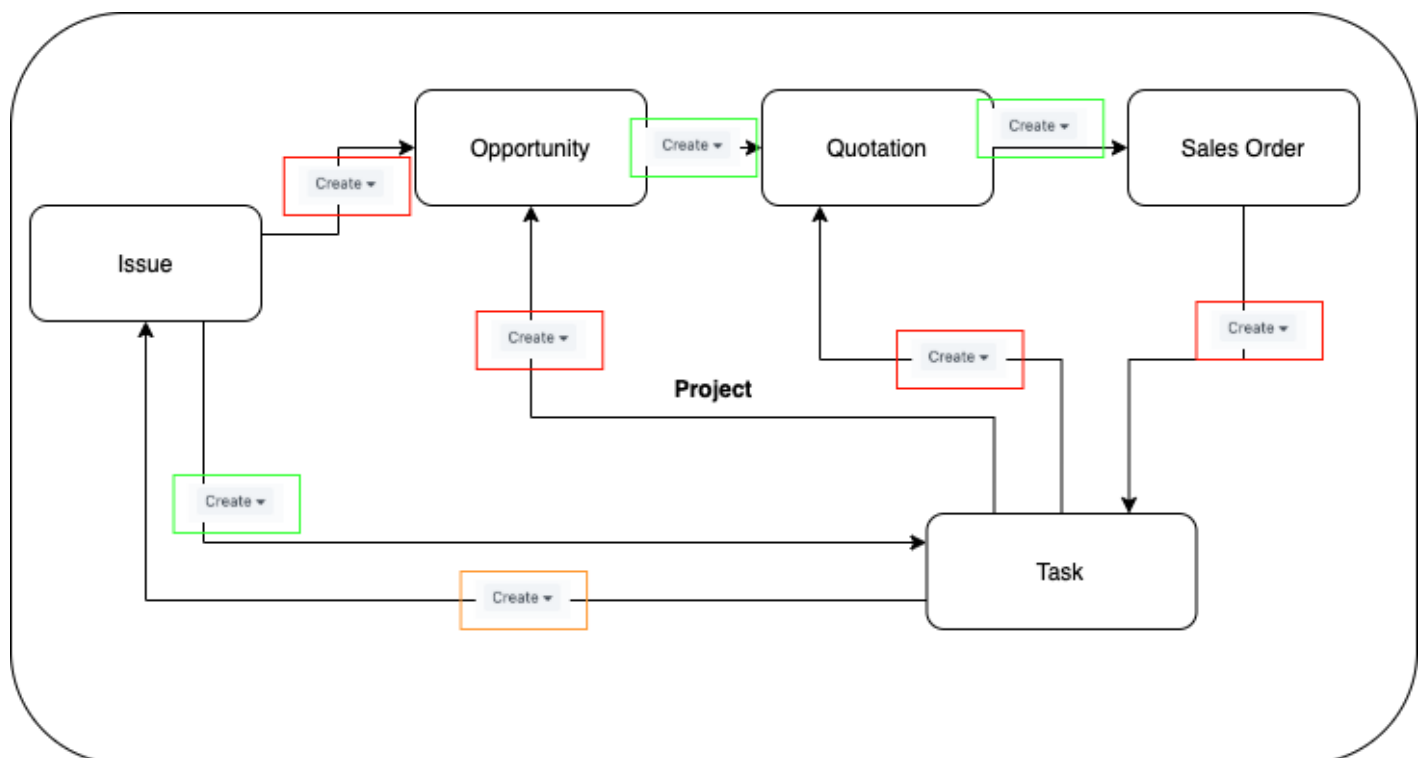 Opportunity
Create
Quotation
Create
Sales Order
Create
Issue
Create
Create
Create
Project
Create
Task
Create